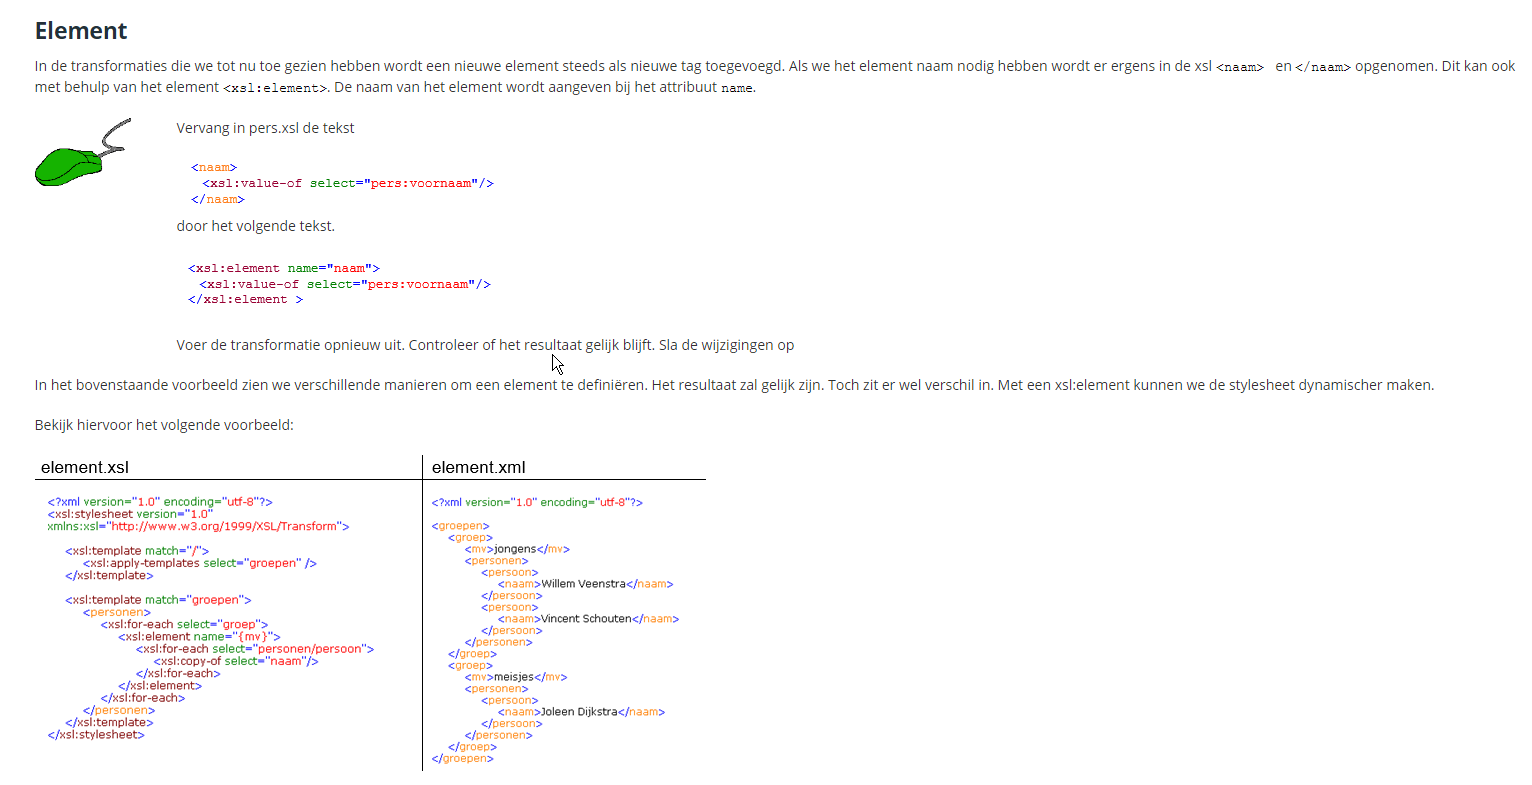 Element
In de transformaties die we tot nu toe gezien hebben wordt een nieuwe element steeds als nieuwe tag toegevoegd. Als we het element naam nodig hebben wordt er ergens in de xsl <naam> en </naam> opgenomen. Dit kan ook
met behulp van het element <xsl:element>. De naam van het element wordt aangeven bij het attribuut name.
Vervang in pers.xsl de tekst
<naam>
<xsl:value-of select="pers:voornaam"/>
</naam>
door het volgende tekst.
<xsl:element name="naam">
<xsl:value-of select="pers:voornaam"/>
</xsl:element >
Voer de transformatie opnieuw uit. Controleer of het resultaat gelijk blijft. Sla de wijzigingen op
In het bovenstaande voorbeeld zien we verschillende manieren om een element te definiëren. Het resultaat zal gelijk zijn. Toch zit er wel verschil in. Met een xsl:element kunnen we de stylesheet dynamischer maken.
Bekijk hiervoor het volgende voorbeeld:
element.xsl
<?xml version="1.0" encoding="utf-8"?>
<xsl:stylesheet version="1.0"
xmlns:xsl="http://www.w3.org/1999/XSL/Transform">
<xsl:template match="/">
<xsl:apply-templates select="groepen" />
</xsl:template>
<xsl:template match="groepen">
<personen>
<xsl:for-each select="groep">
<xsl:element name="{mv}">
<xsl:for-each select="personen/persoon">
<xsl:copy-of select="naam"/>
</xsl:for-each>
</xsl:element>
</xsl:for-each>
</personen>
</xsl:template>
</xsl:stylesheet>
element.xml
<?xml version="1.0" encoding="utf-8"?>
<groepen>
<groep>
<mv>jongens</mv>
<personen>
<persoon>
<naam>Willem Veenstra</naam>
</persoon>
<persoon>
<naam>Vincent Schouten</naam>
</persoon>
</personen>
</groep>
<groep>
<mv>meisjes</mv>
<personen>
<persoon>
<naam>Joleen Dijkstra</naam>
</persoon>
</personen>
</groep>
</groepen>